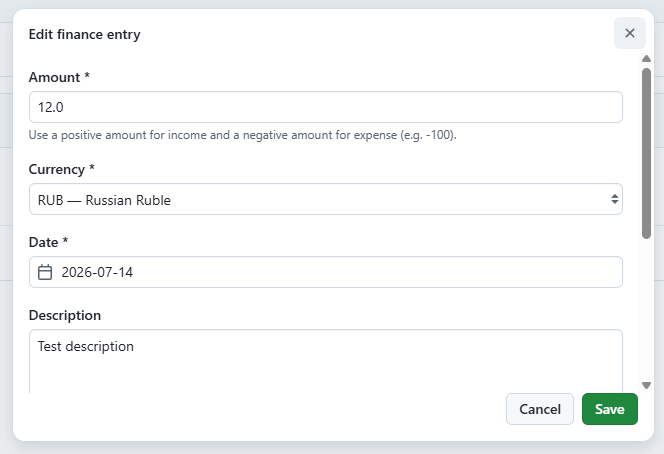 Edit finance entry
Amount *
12.0
Use a positive amount for income and a negative amount for expense (e.g. -100).
Currency *
RUB — Russian Ruble
Date *
2026-07-14
Description
Test description
Cancel
Save